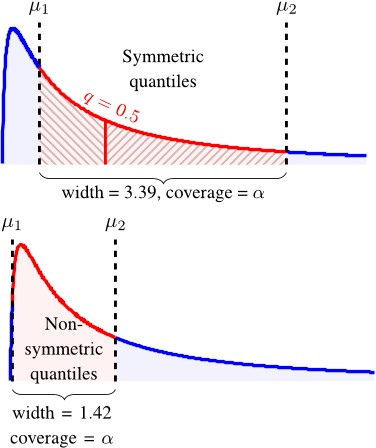 μ₁ μ₂
Symmetric
quantiles
q = 0.5
width = 3.39, coverage = α
μ₁ μ₂
Non-
symmetric
quantiles
width = 1.42
coverage = α